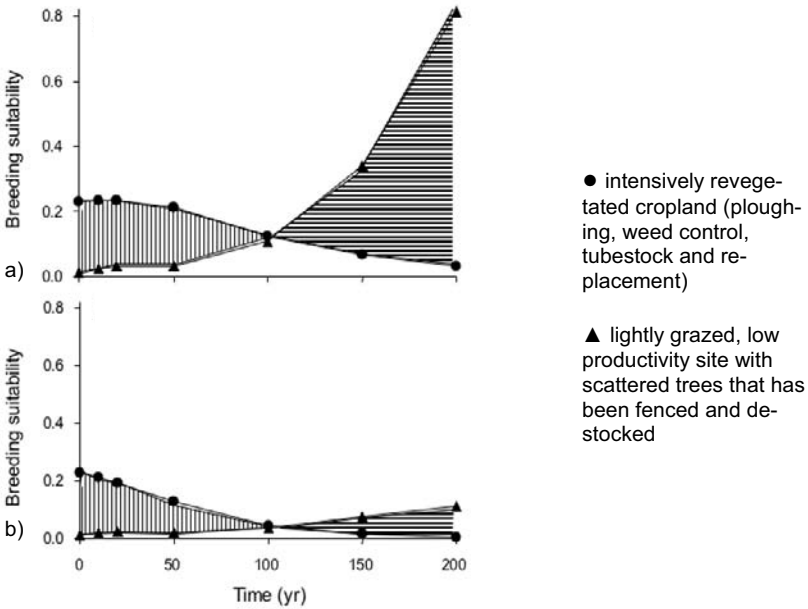 0.8
0.6
0.4
0.2
0.0
Breeding suitability
a)
0.8
0.6
0.4
0.2
0.0
Breeding suitability
b)
0 50 100 150 200
Time (yr)
● intensively revege-
tated cropland (plough-
ing, weed control,
tubestock and re-
placement)
▲ lightly grazed, low
productivity site with
scattered trees that has
been fenced and de-
stocked